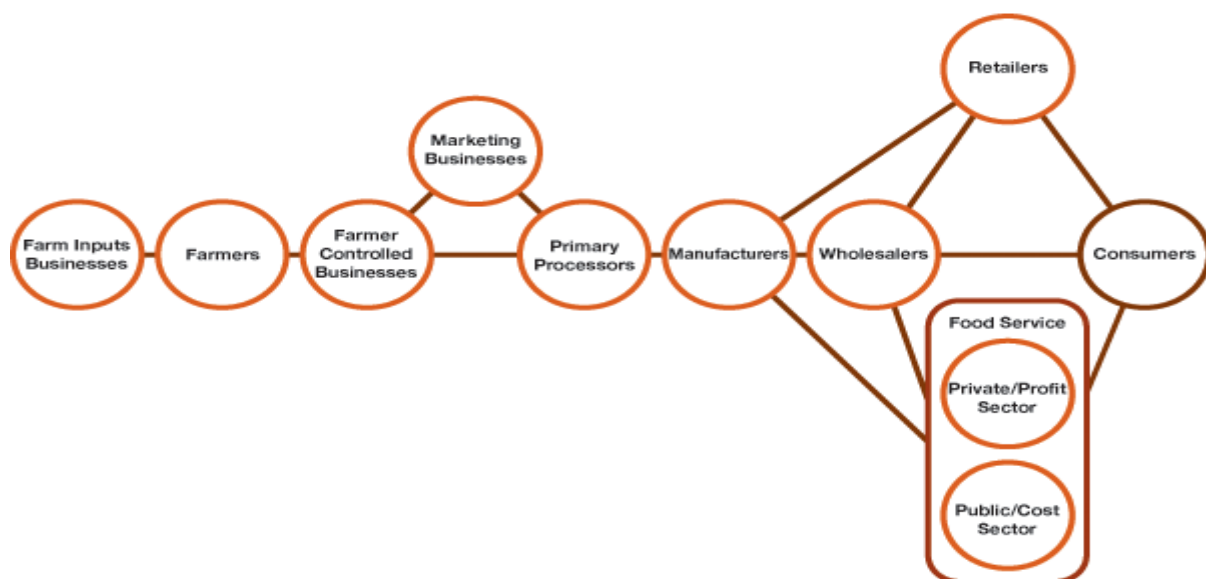 Retailers
Marketing
Businesses
Farm Inputs
Businesses
Farmers
Farmer
Controlled
Businesses
Primary
Processors
Manufacturers
Wholesalers
Consumers
Food Service
Private/Profit
Sector
Public/Cost
Sector